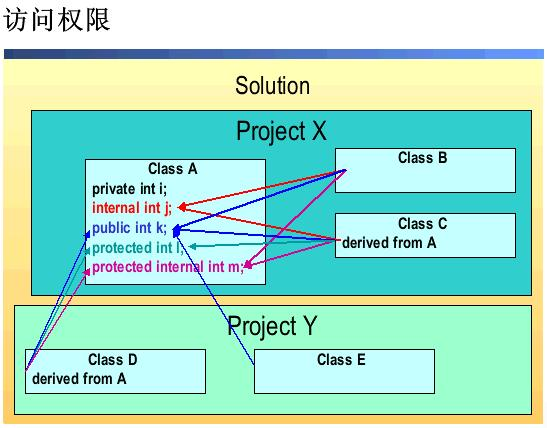 访问权限
Solution
Project X
Class A
private int i;
internal int j;
public int k;
protected int l;
protected internal int m;
Class B
Class C
derived from A
Project Y
Class D
derived from A
Class E